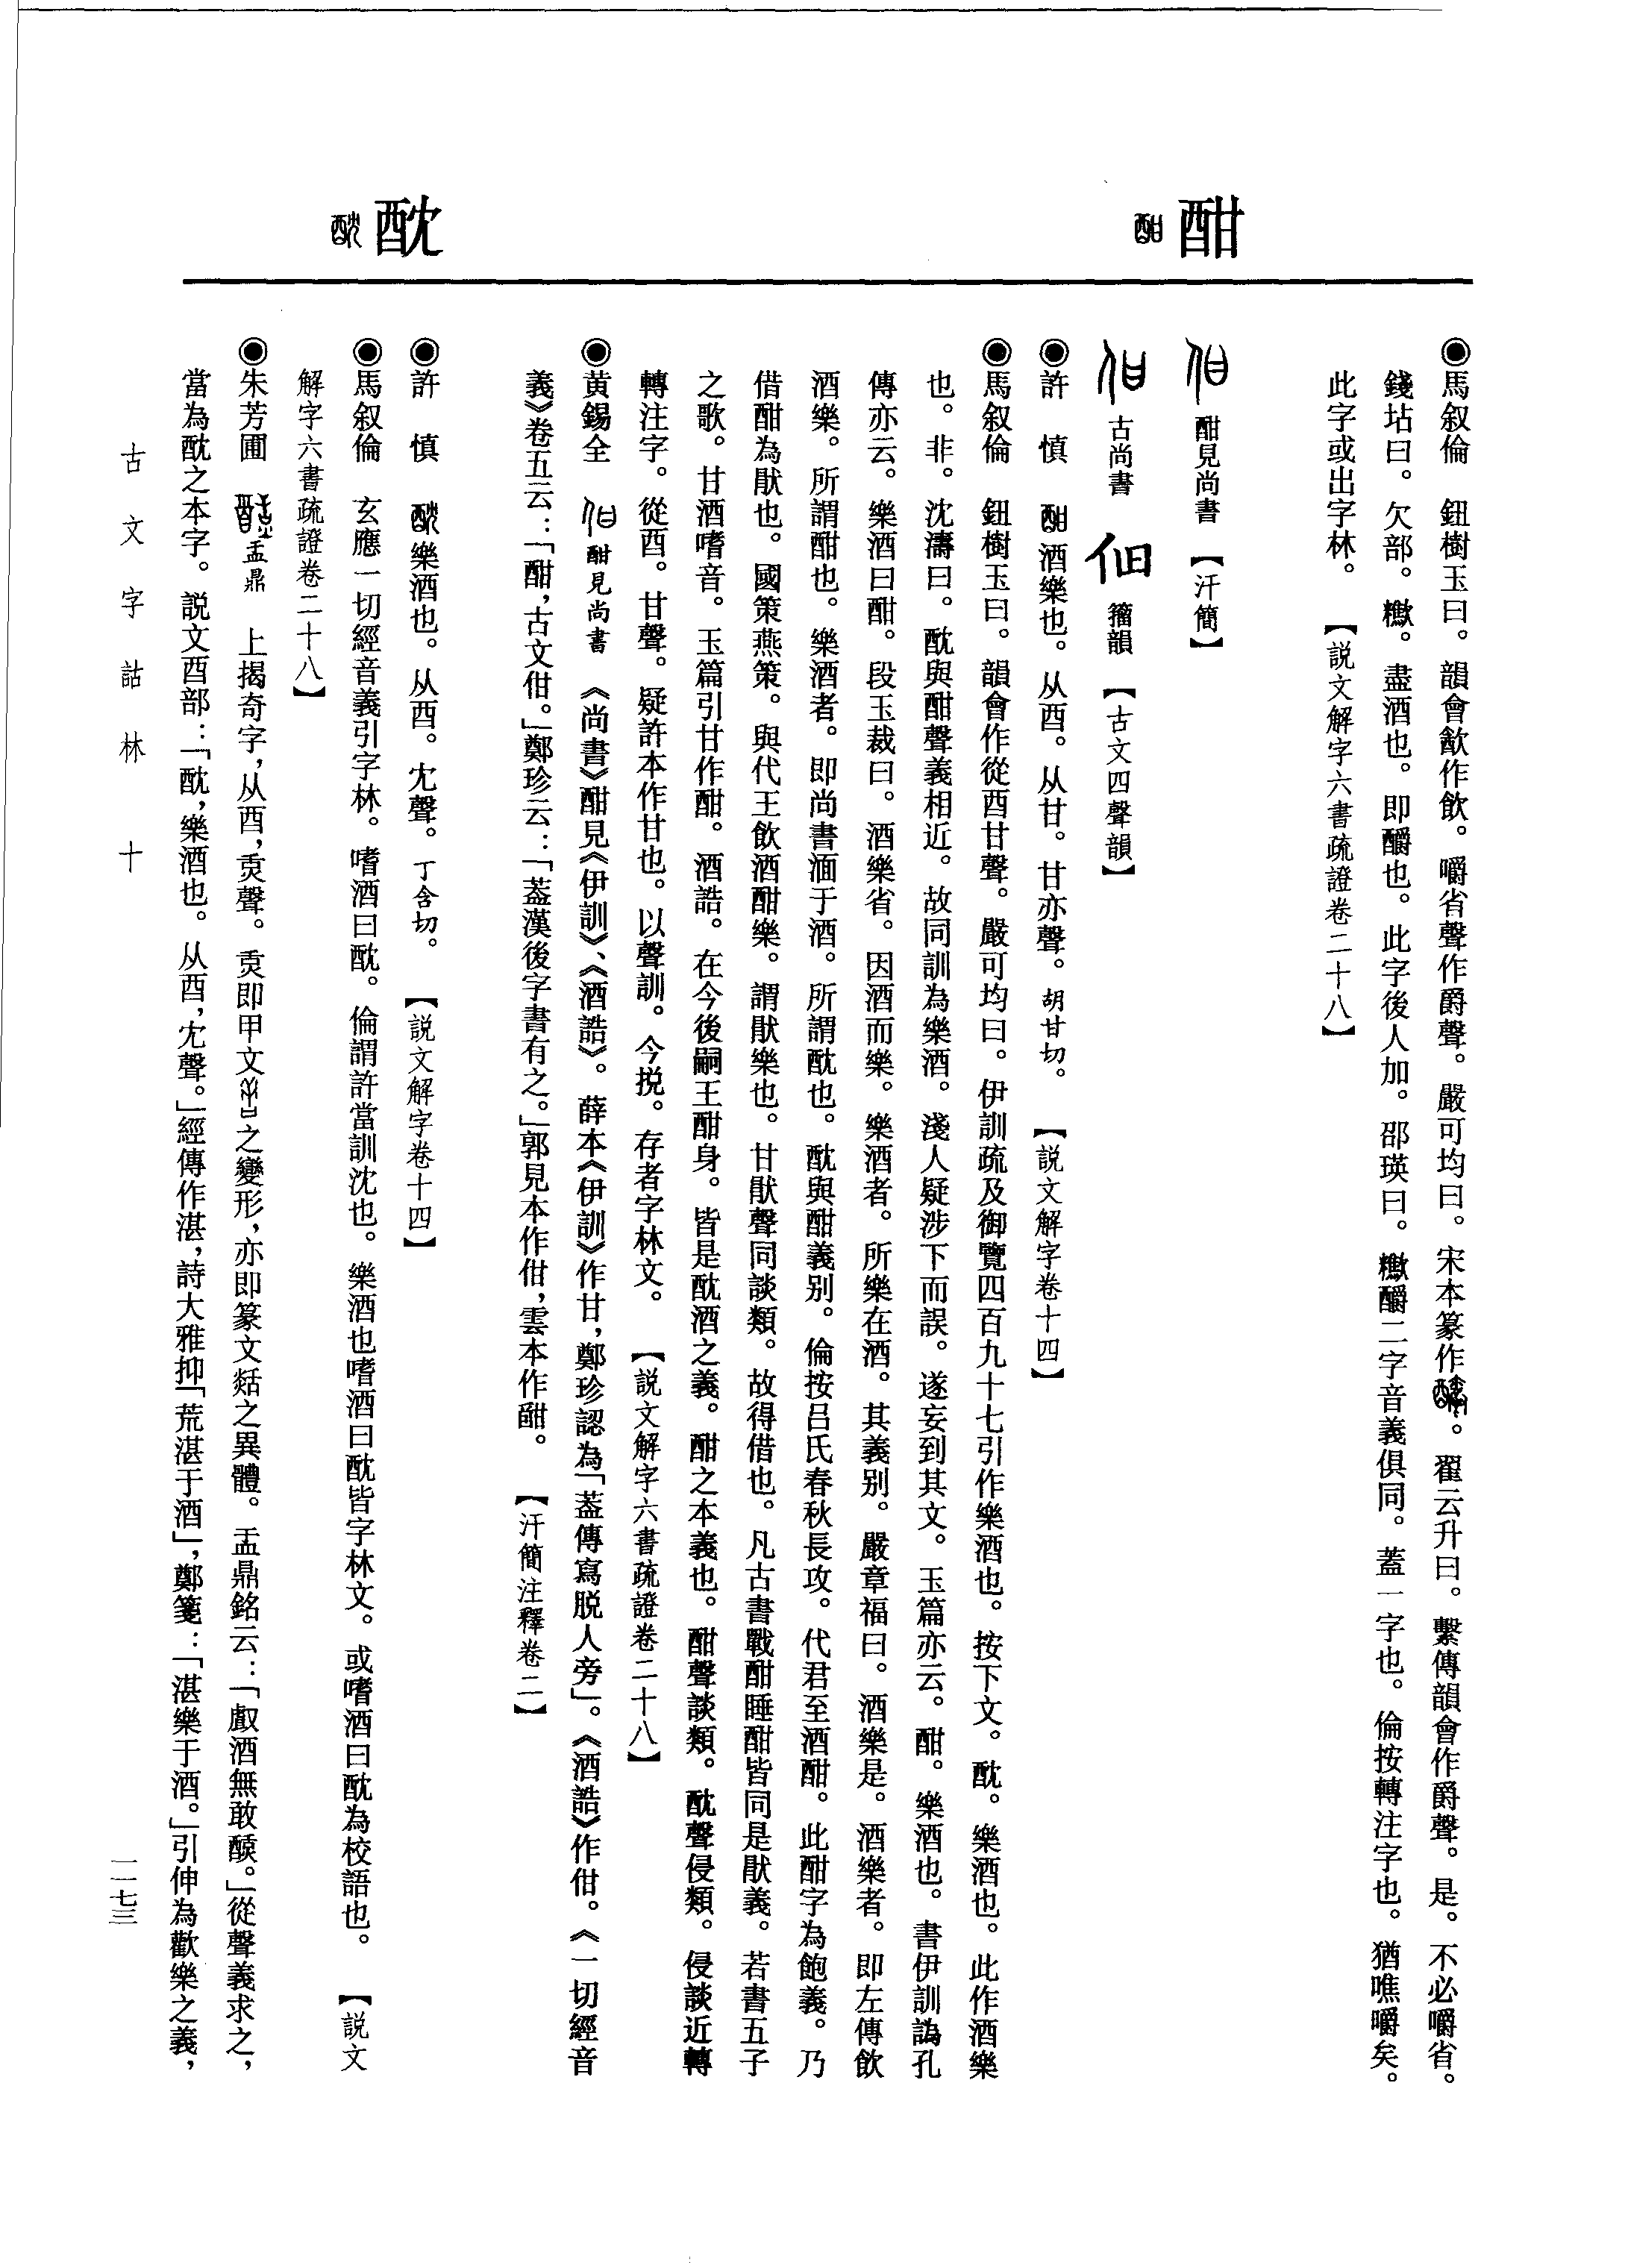 酣
酖
◉馬叙倫　鈕樹玉曰。韻會歒作飲。嚼省聲作爵聲。嚴可均曰。宋本篆作。翟云升曰。繫傳韻會作爵聲。是。不必嚼省。
錢坫曰。欠部。㰗。盡酒也。即釂也。此字後人加。邵瑛曰。㰗釂二字音義俱同。蓋一字也。倫按轉注字也。猶噍嚼矣。
此字或出字林。　【説文解字六書疏證卷二十八】
酣見尚書　【汗簡】
古尚書　籀韻　【古文四聲韻】
◉許　慎　酒樂也。从酉。从甘。甘亦聲。胡甘切。　【説文解字卷十四】
◉馬叙倫　鈕樹玉曰。韻會作從酉甘聲。嚴可均曰。伊訓疏及御覽四百九十七引作樂酒也。按下文。酖。樂酒也。此作酒樂
也。非。沈濤曰。酖與酣聲義相近。故同訓為樂酒。淺人疑涉下而誤。遂妄到其文。玉篇亦云。酣。樂酒也。書伊訓譌孔
傳亦云。樂酒曰酣。段玉裁曰。酒樂省。因酒而樂。樂酒者。所樂在酒。其義別。嚴章福曰。酒樂是。酒樂者。即左傳飲
酒樂。所謂酣也。樂酒者。即尚書湎于酒。所謂酖也。酖與酣義別。倫按吕氏春秋長攻。代君至酒酣。此酣字為飽義。乃
借酣為猒也。國策燕策。與代王飲酒酣樂。謂猒樂也。甘猒聲同談類。故得借也。凡古書戰酣睡酣皆同是猒義。若書五子
之歌。甘酒嗜音。玉篇引甘作酣。酒誥。在今後嗣王酣身。皆是酖酒之義。酣之本義也。酣聲談類。酖聲侵類。侵談近轉
轉注字。從酉。甘聲。疑許本作甘也。以聲訓。今挩。存者字林文。　【説文解字六書疏證卷二十八】
◉黄錫全　酣見尚書　《尚書》酣見《伊訓》、《酒誥》。薛本《伊訓》作甘，鄭珍認為「蓋傳寫脱人旁」。《酒誥》作佄。《一切經音
義》卷五云：「酣，古文佄。」鄭珍云：「蓋漢後字書有之。」郭見本作佄，雲本作酣。　【汗簡注釋卷二】
◉許　慎　樂酒也。从酉。冘聲。丁含切。　【説文解字卷十四】
◉馬叙倫　玄應一切經音義引字林。嗜酒曰酖。倫謂許當訓沈也。樂酒也嗜酒曰酖皆字林文。或嗜酒曰酖為校語也。　【説文
解字六書疏證卷二十八】
◉朱芳圃　盂鼎　上揭奇字，从酉，㶣聲。㶣即甲文之變形，亦即篆文𤈦之異體。盂鼎銘云：「𠭯酒無敢酸。」從聲義求之，
當為酖之本字。説文酉部：「酖，樂酒也。从酉，冘聲。」經傳作湛，詩大雅抑「荒湛于酒」，鄭箋：「湛樂于酒。」引伸為歡樂之義，
古文字詁林　十
一一七三